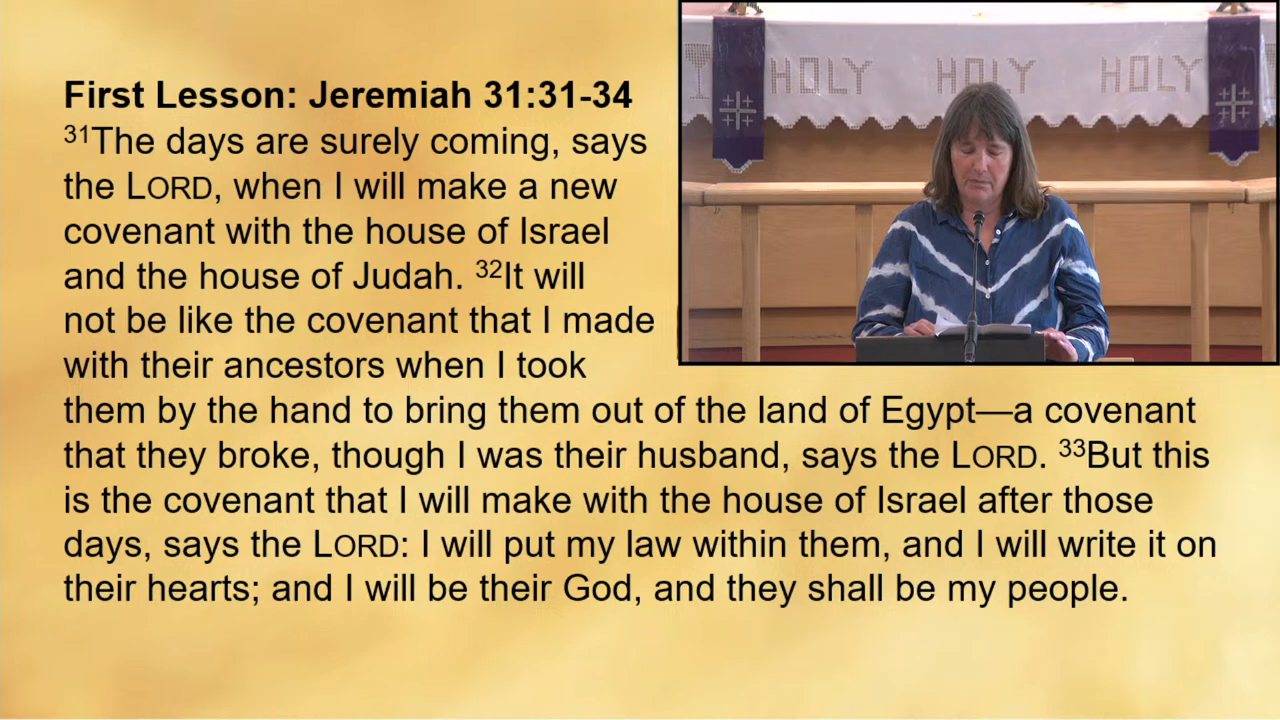 First Lesson: Jeremiah 31:31-34
31The days are surely coming, says
the LORD, when I will make a new
covenant with the house of Israel
and the house of Judah. 32It will
not be like the covenant that I made
with their ancestors when I took
them by the hand to bring them out of the land of Egypt—a covenant
that they broke, though I was their husband, says the LORD. 33But this
is the covenant that I will make with the house of Israel after those
days, says the LORD: I will put my law within them, and I will write it on
their hearts; and I will be their God, and they shall be my people.
HOLY HOLY HOLY